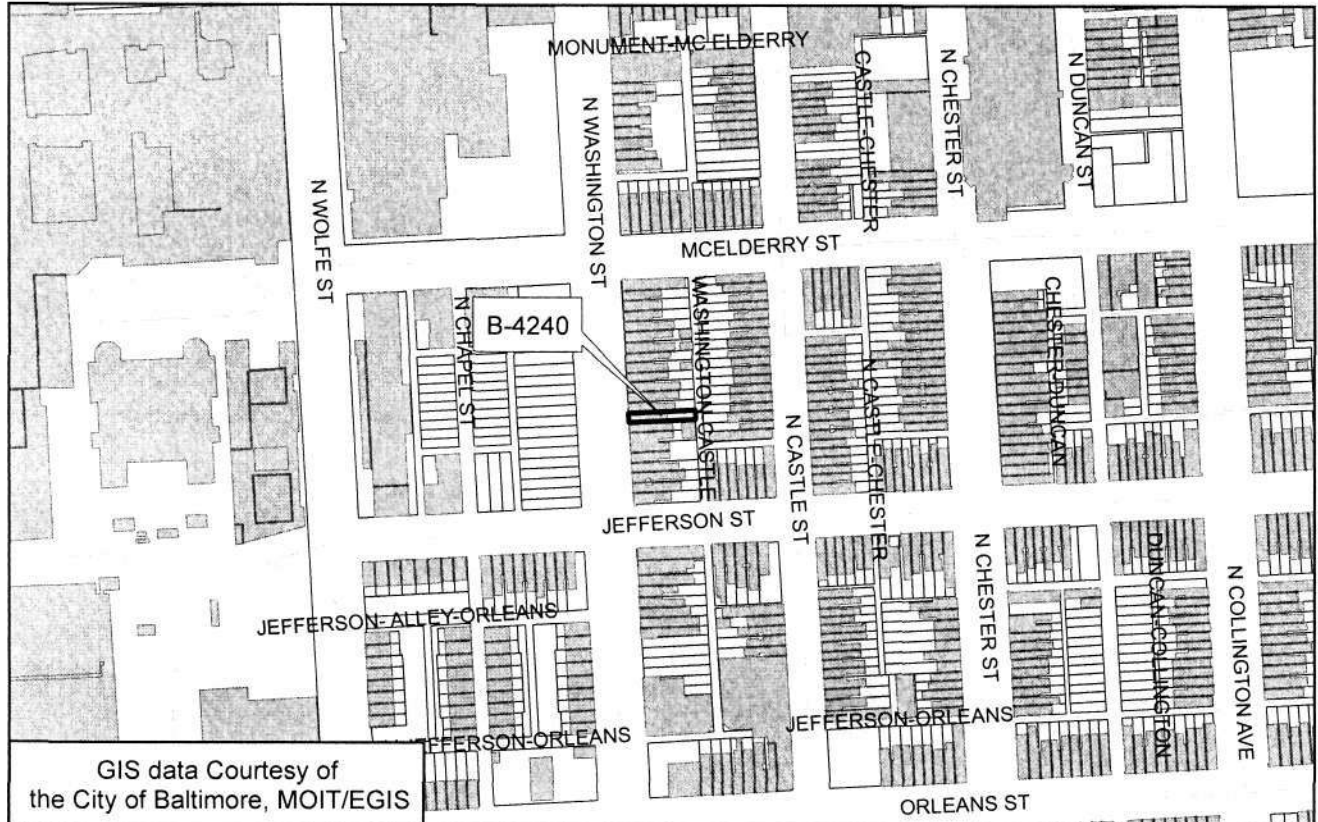 MONUMENT-MC ELDERRY
CASTLE-CHESTER
N CHESTER ST
N DUNCAN ST
N WASHINGTON ST
N WOLFE ST
MCELDERRY ST
B-4240
N CHAPEL ST
WASHINGTON-CASTLE
CHESTER-DUNCAN
N CASTLE-CHESTER
N CASTLE ST
JEFFERSON ST
N CHESTER ST
DUNCAN-COLLINGTON
N COLLINGTON AVE
JEFFERSON-ALLEY-ORLEANS
JEFFERSON-ORLEANS
JEFFERSON-ORLEANS
ORLEANS ST
GIS data Courtesy of
the City of Baltimore, MOIT/EGIS